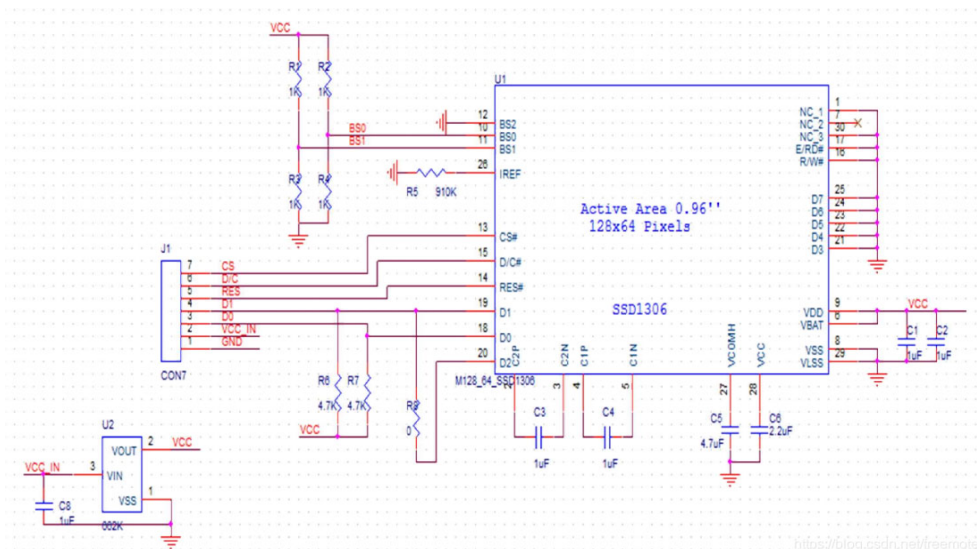 VCC
R1 R2
1K 1K
BS0
BS1
R3 R4
1K 1K
R5 910K
U1
12 BS2
10 BS0
11 BS1
26 IREF
13 CS#
15 D/C#
14 RES#
19 D1
18 D0
20 D2
Active Area 0.96''
128x64 Pixels
SSD1306
NC_1 1
NC_2 7
NC_3 30
E/RD# 17
R/W# 16
D7 25
D6 24
D5 23
D4 22
D3 21
VDD 9
VBAT 6
VSS 8
VLSS 29
VCC
C1 C2
1uF 1uF
C2P C2N C1P C1N VCOMH VCC
M128_64_SSD1306
3 4 5 27 28
C3
1uF
C4
1uF
C5
4.7uF
C6
2.2uF
J1
7 CS
6 D/C
5 RES
4 D1
3 D0
2 VCC_IN
1 GND
CON7
R6 R7
4.7K 4.7K
VCC
0
U2
VOUT 2 VCC
VCC_IN 3 VIN
VSS 1
C8
1uF
662K
https://blog.csdn.net/freemote